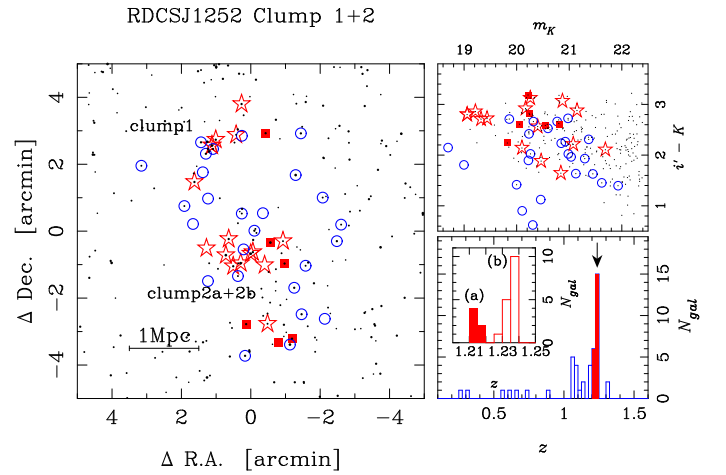 RDCSJ1252 Clump 1+2
m_K
19 20 21 22
4
2
0
−2
−4
Δ Dec. [arcmin]
clump1
clump2a+2b
1Mpc
4 2 0 −2 −4
Δ R.A. [arcmin]
3
2
1
i' − K
(b)
(a)
10
5
0
N_gal
1.21 1.23 1.25
z
15
10
5
0
N_gal
0.5 1 1.5
z